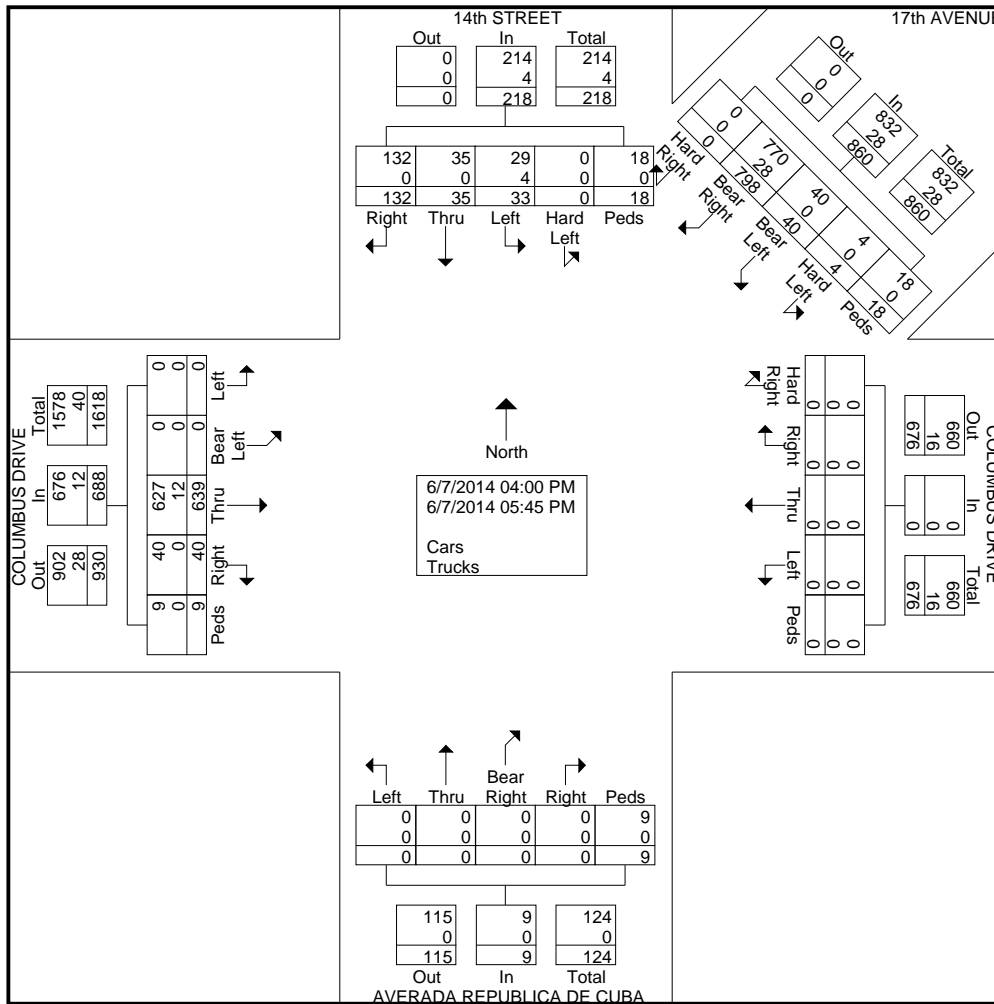 14th STREET
Out In Total
0 214 214
0 4 4
0 218 218
132 35 29 0 18
0 0 4 0 0
132 35 33 0 18
Right Thru Left Hard Left Peds
17th AVENUE
Out In Total
0 832 832
0 28 28
0 860 860
0 770 40 4 18
0 28 0 0 0
0 798 40 4 18
Hard Right Bear Right Bear Left Hard Left Peds
COLUMBUS DRIVE
Total In Out
1578 676 902
40 12 28
1618 688 930
0 0 627 40 9
0 0 12 0 0
0 0 639 40 9
Left Bear Left Thru Right Peds
North
6/7/2014 04:00 PM
6/7/2014 05:45 PM
Cars
Trucks
COLUMBUS DRIVE
Out In Total
660 0 660
16 0 16
676 0 676
0 0 0 0 0
0 0 0 0 0
0 0 0 0 0
Hard Right Right Thru Left Peds
Left Thru Bear Right Right Peds
0 0 0 0 9
0 0 0 0 0
0 0 0 0 9
115 9 124
0 0 0
115 9 124
Out In Total
AVERADA REPUBLICA DE CUBA